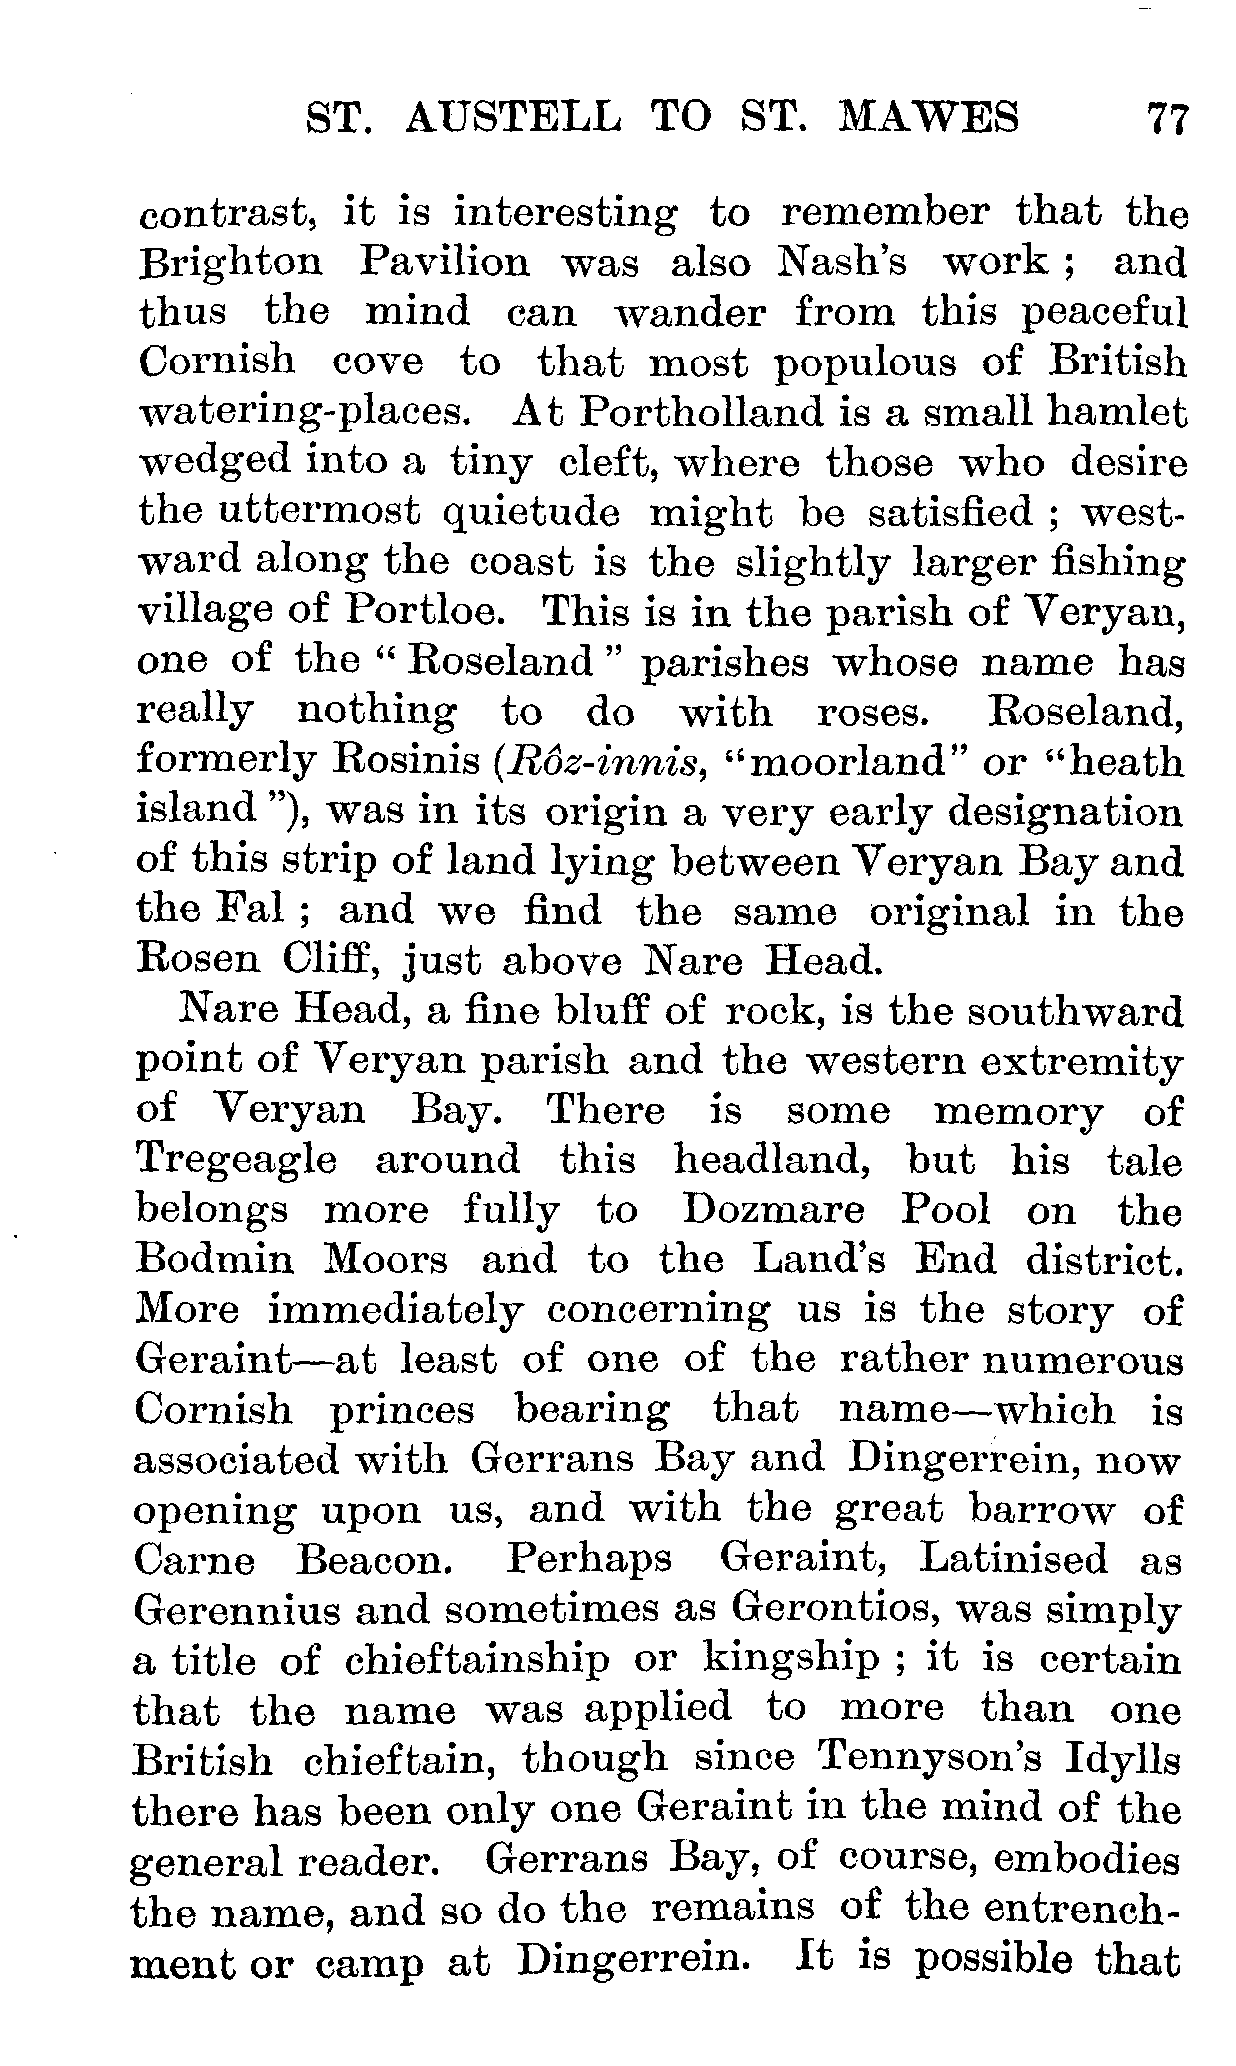 ST. AUSTELL TO ST. MAWES 77
contrast, it is interesting to remember that the
Brighton Pavilion was also Nash's work ; and
thus the mind can wander from this peaceful
Cornish cove to that most populous of British
watering-places. At Portholland is a small hamlet
wedged into a tiny cleft, where those who desire
the uttermost quietude might be satisfied ; west-
ward along the coast is the slightly larger fishing
village of Portloe. This is in the parish of Veryan,
one of the “ Roseland ” parishes whose name has
really nothing to do with roses. Roseland,
formerly Rosinis (Rôz-innis, “moorland” or “heath
island ”), was in its origin a very early designation
of this strip of land lying between Veryan Bay and
the Fal ; and we find the same original in the
Rosen Cliff, just above Nare Head.
Nare Head, a fine bluff of rock, is the southward
point of Veryan parish and the western extremity
of Veryan Bay. There is some memory of
Tregeagle around this headland, but his tale
belongs more fully to Dozmare Pool on the
Bodmin Moors and to the Land's End district.
More immediately concerning us is the story of
Geraint—at least of one of the rather numerous
Cornish princes bearing that name—which is
associated with Gerrans Bay and Dingerrein, now
opening upon us, and with the great barrow of
Carne Beacon. Perhaps Geraint, Latinised as
Gerennius and sometimes as Gerontios, was simply
a title of chieftainship or kingship ; it is certain
that the name was applied to more than one
British chieftain, though since Tennyson's Idylls
there has been only one Geraint in the mind of the
general reader. Gerrans Bay, of course, embodies
the name, and so do the remains of the entrench-
ment or camp at Dingerrein. It is possible that